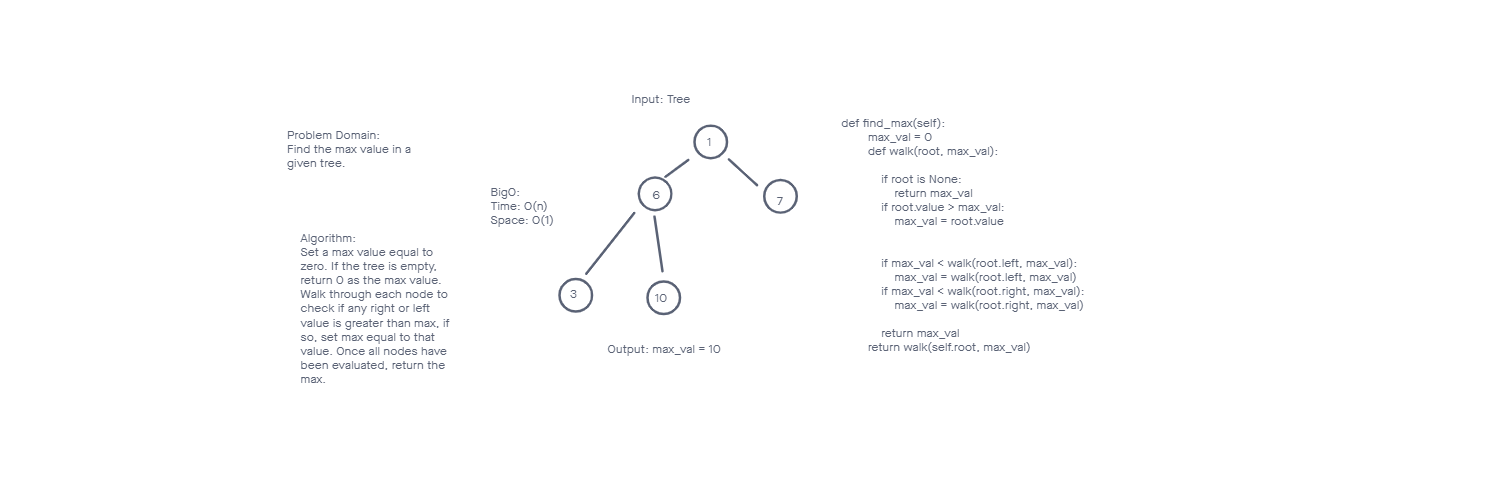 Input: Tree
Problem Domain:
Find the max value in a
given tree.
BigO:
Time: O(n)
Space: O(1)
Algorithm:
Set a max value equal to
zero. If the tree is empty,
return 0 as the max value.
Walk through each node to
check if any right or left
value is greater than max, if
so, set max equal to that
value. Once all nodes have
been evaluated, return the
max.
1
6
7
3
10
Output: max_val = 10
def find_max(self):
max_val = 0
def walk(root, max_val):
if root is None:
return max_val
if root.value > max_val:
max_val = root.value
if max_val < walk(root.left, max_val):
max_val = walk(root.left, max_val)
if max_val < walk(root.right, max_val):
max_val = walk(root.right, max_val)
return max_val
return walk(self.root, max_val)